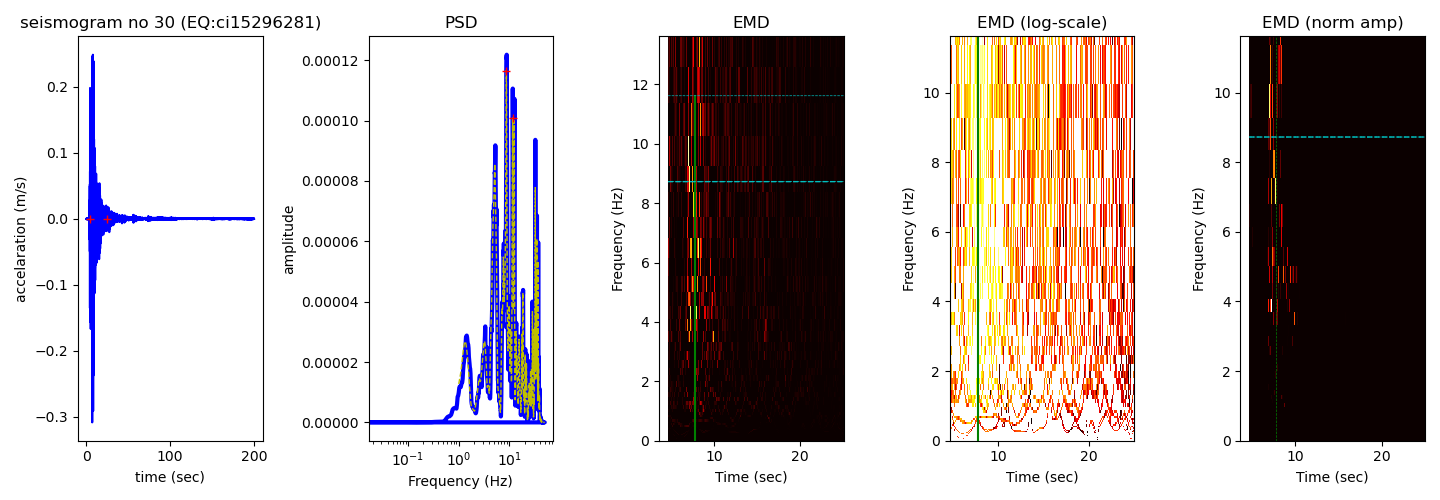 seismogram no 30 (EQ:ci15296281)
accelaration (m/s)
0.2
0.1
0.0
−0.1
−0.2
−0.3
0
100
200
time (sec)
PSD
amplitude
0.00012
0.00010
0.00008
0.00006
0.00004
0.00002
0.00000
10⁻¹
10⁰
10¹
Frequency (Hz)
EMD
Frequency (Hz)
12
10
8
6
4
2
0
10
20
Time (sec)
EMD (log-scale)
Frequency (Hz)
10
8
6
4
2
0
10
20
Time (sec)
EMD (norm amp)
Frequency (Hz)
10
8
6
4
2
0
10
20
Time (sec)